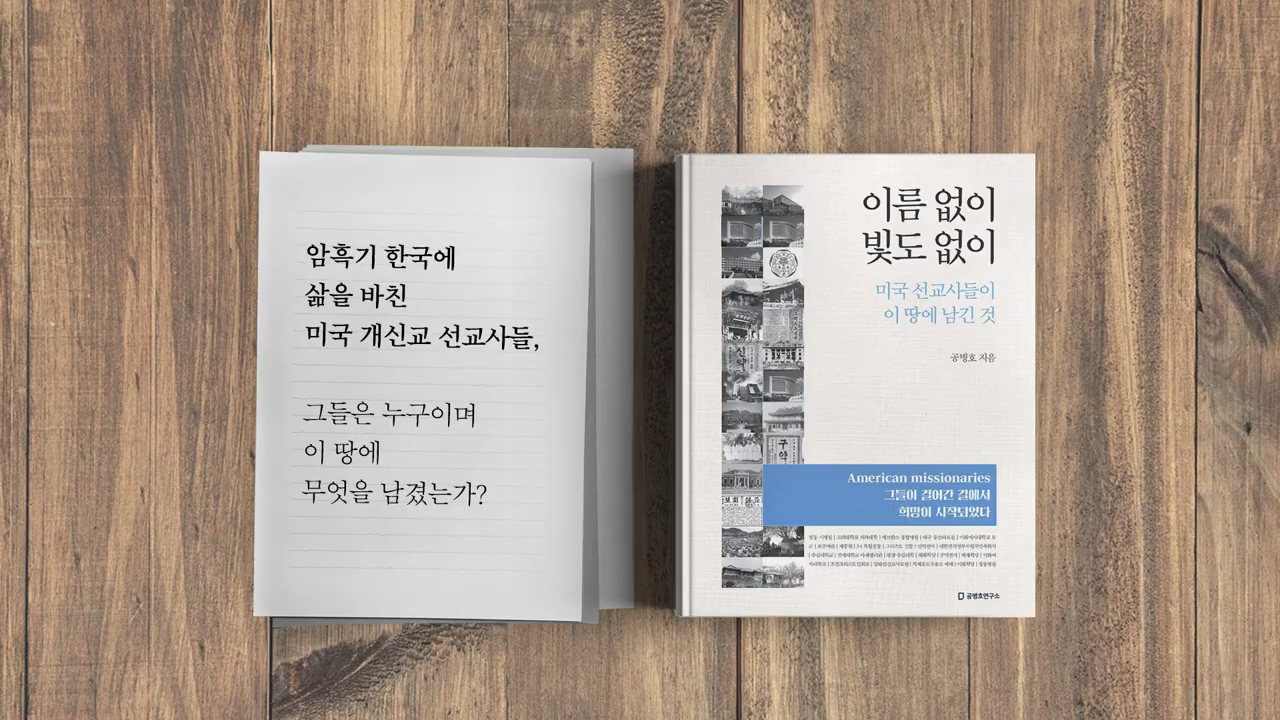 암흑기 한국에
삶을 바친
미국 개신교 선교사들,
그들은 누구이며
이 땅에
무엇을 남겼는가?
이름 없이
빛도 없이
미국 선교사들이
이 땅에 남긴 것
공병호 지음
신약
구약
American missionaries
그들이 걸어간 길에서
희망이 시작되었다
공병호연구소